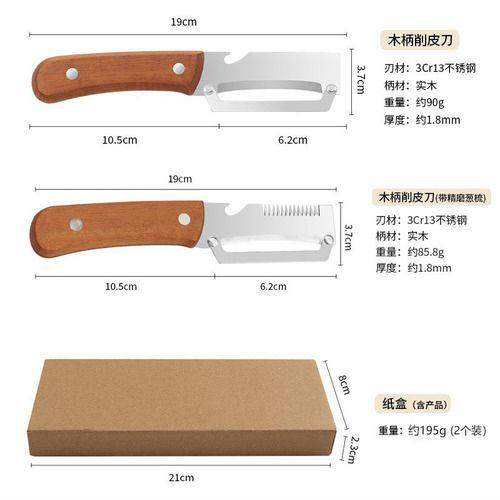 19cm
木柄削皮刀
3.7cm
刃材：3Cr13不锈钢
柄材：实木
重量：约90g
厚度：约1.8mm
10.5cm
6.2cm
19cm
木柄削皮刀(带精磨葱梳)
3.7cm
刃材：3Cr13不锈钢
柄材：实木
重量：约85.8g
厚度：约1.8mm
10.5cm
6.2cm
8cm
纸盒（含产品）
重量：约195g (2个装)
2.3cm
21cm